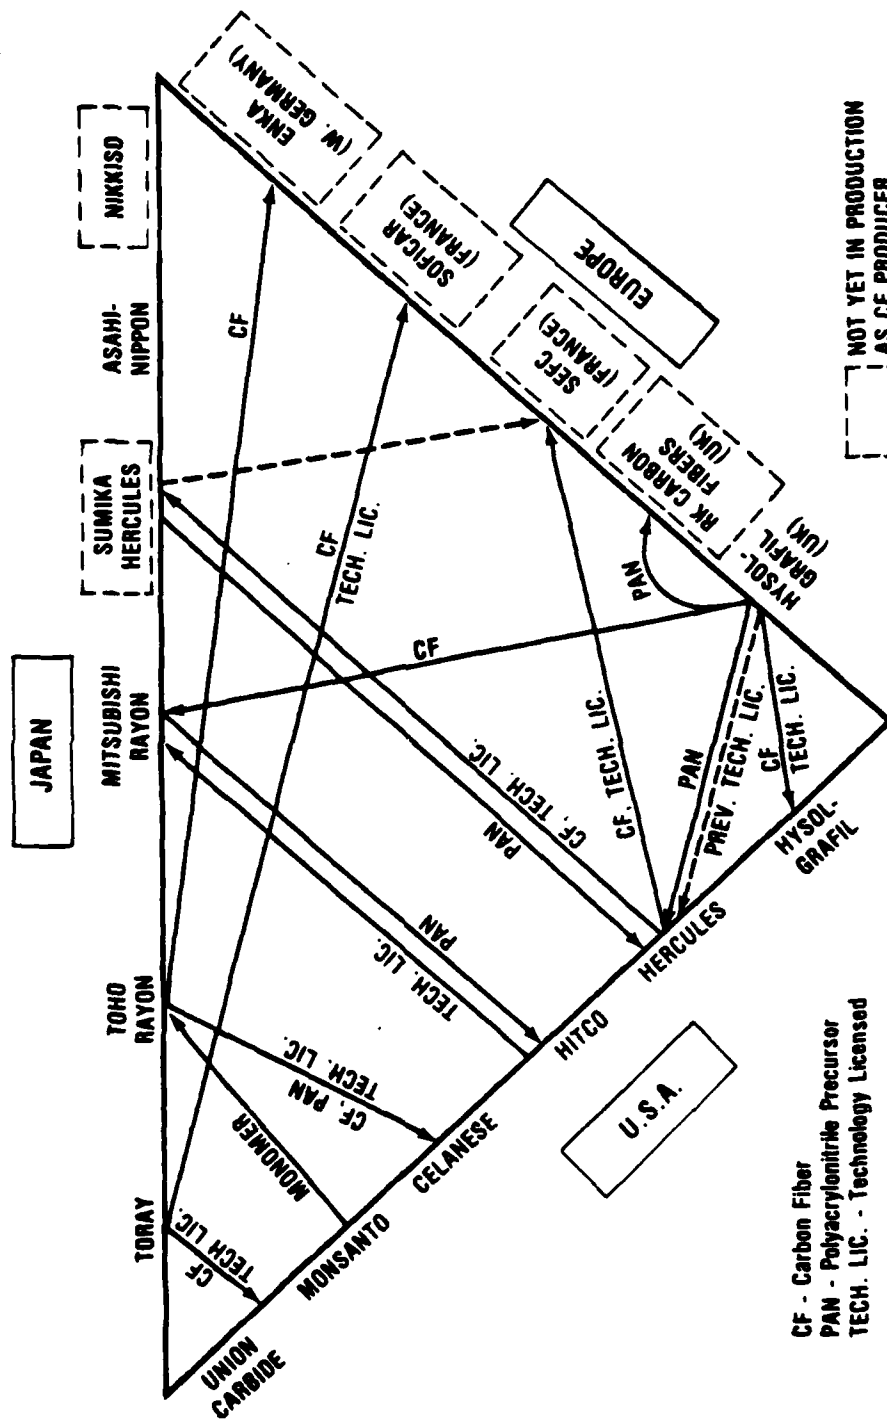 JAPAN
TORAY
TOHO
RAYON
MITSUBISHI
RAYON
SUMIKA
HERCULES
ASAHI-
NIPPON
NIKKISO
ENKA
(W. GERMANY)
SOFICAR
(FRANCE)
SEFC
(FRANCE)
RK CARBON
FIBERS
(UK)
HYSOL-
GRAFIL
(UK)
EUROPE
UNION
CARBIDE
MONSANTO
CELANESE
HITCO
HERCULES
HYSOL-
GRAFIL
U.S.A.
CF
TECH LIC.
MONOMER
CF, PAN
TECH. LIC.
TECH. LIC.
PAN
PAN
CF, TECH. LIC.
CF
CF
TECH. LIC.
CF
CF, TECH. LIC.
PAN
PAN
PREV. TECH. LIC.
CF
TECH. LIC.
CF - Carbon Fiber
PAN - Polyacrylonitrile Precursor
TECH. LIC. - Technology Licensed
NOT YET IN PRODUCTION
AS CF PRODUCER